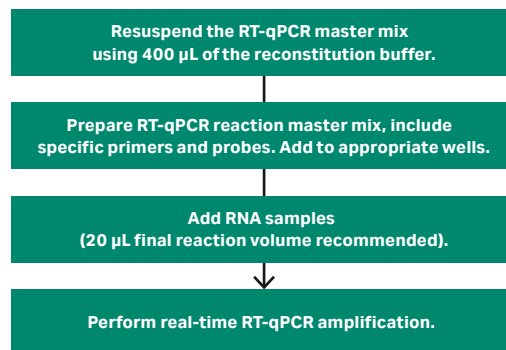 Resuspend the RT-qPCR master mix
using 400 µL of the reconstitution buffer.
Prepare RT-qPCR reaction master mix, include
specific primers and probes. Add to appropriate wells.
Add RNA samples
(20 µL final reaction volume recommended).
Perform real-time RT-qPCR amplification.